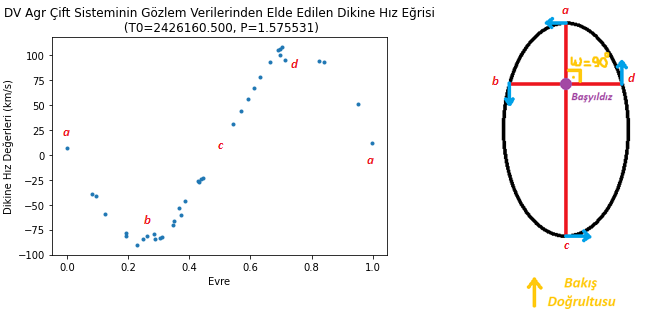 DV Agr Çift Sisteminin Gözlem Verilerinden Elde Edilen Dikine Hız Eğrisi
(T0=2426160.500, P=1.575531)
Dikine Hız Değerleri (km/s)
100
75
50
25
0
−25
−50
−75
−100
0.0
0.2
0.4
0.6
0.8
1.0
Evre
a
b
c
d
a
a
ω=90°
b
d
Başyıldız
c
Bakış
Doğrultusu